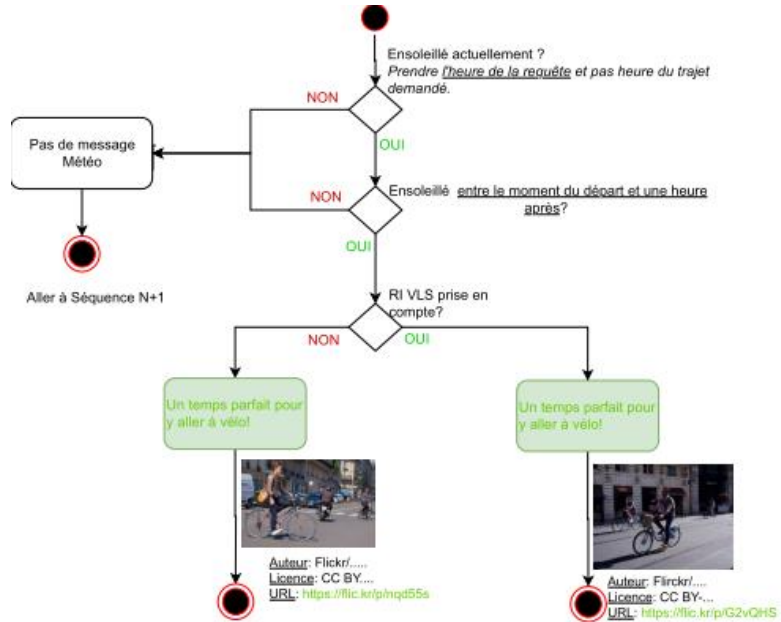 Ensoleillé actuellement ?
Prendre l'heure de la requête et pas heure du trajet
demandé.
NON
OUI
Pas de message
Météo
NON
Ensoleillé entre le moment du départ et une heure
après?
OUI
Aller à Séquence N+1
RI VLS prise en
compte?
NON
OUI
Un temps parfait pour
y aller à vélo!
Un temps parfait pour
y aller à vélo!
Auteur: Flickr/.....
Licence: CC BY....
URL: https://flic.kr/p/nqd55s
Auteur: Flirckr/....
Licence: CC BY-...
URL: https://flic.kr/p/G2vQHS